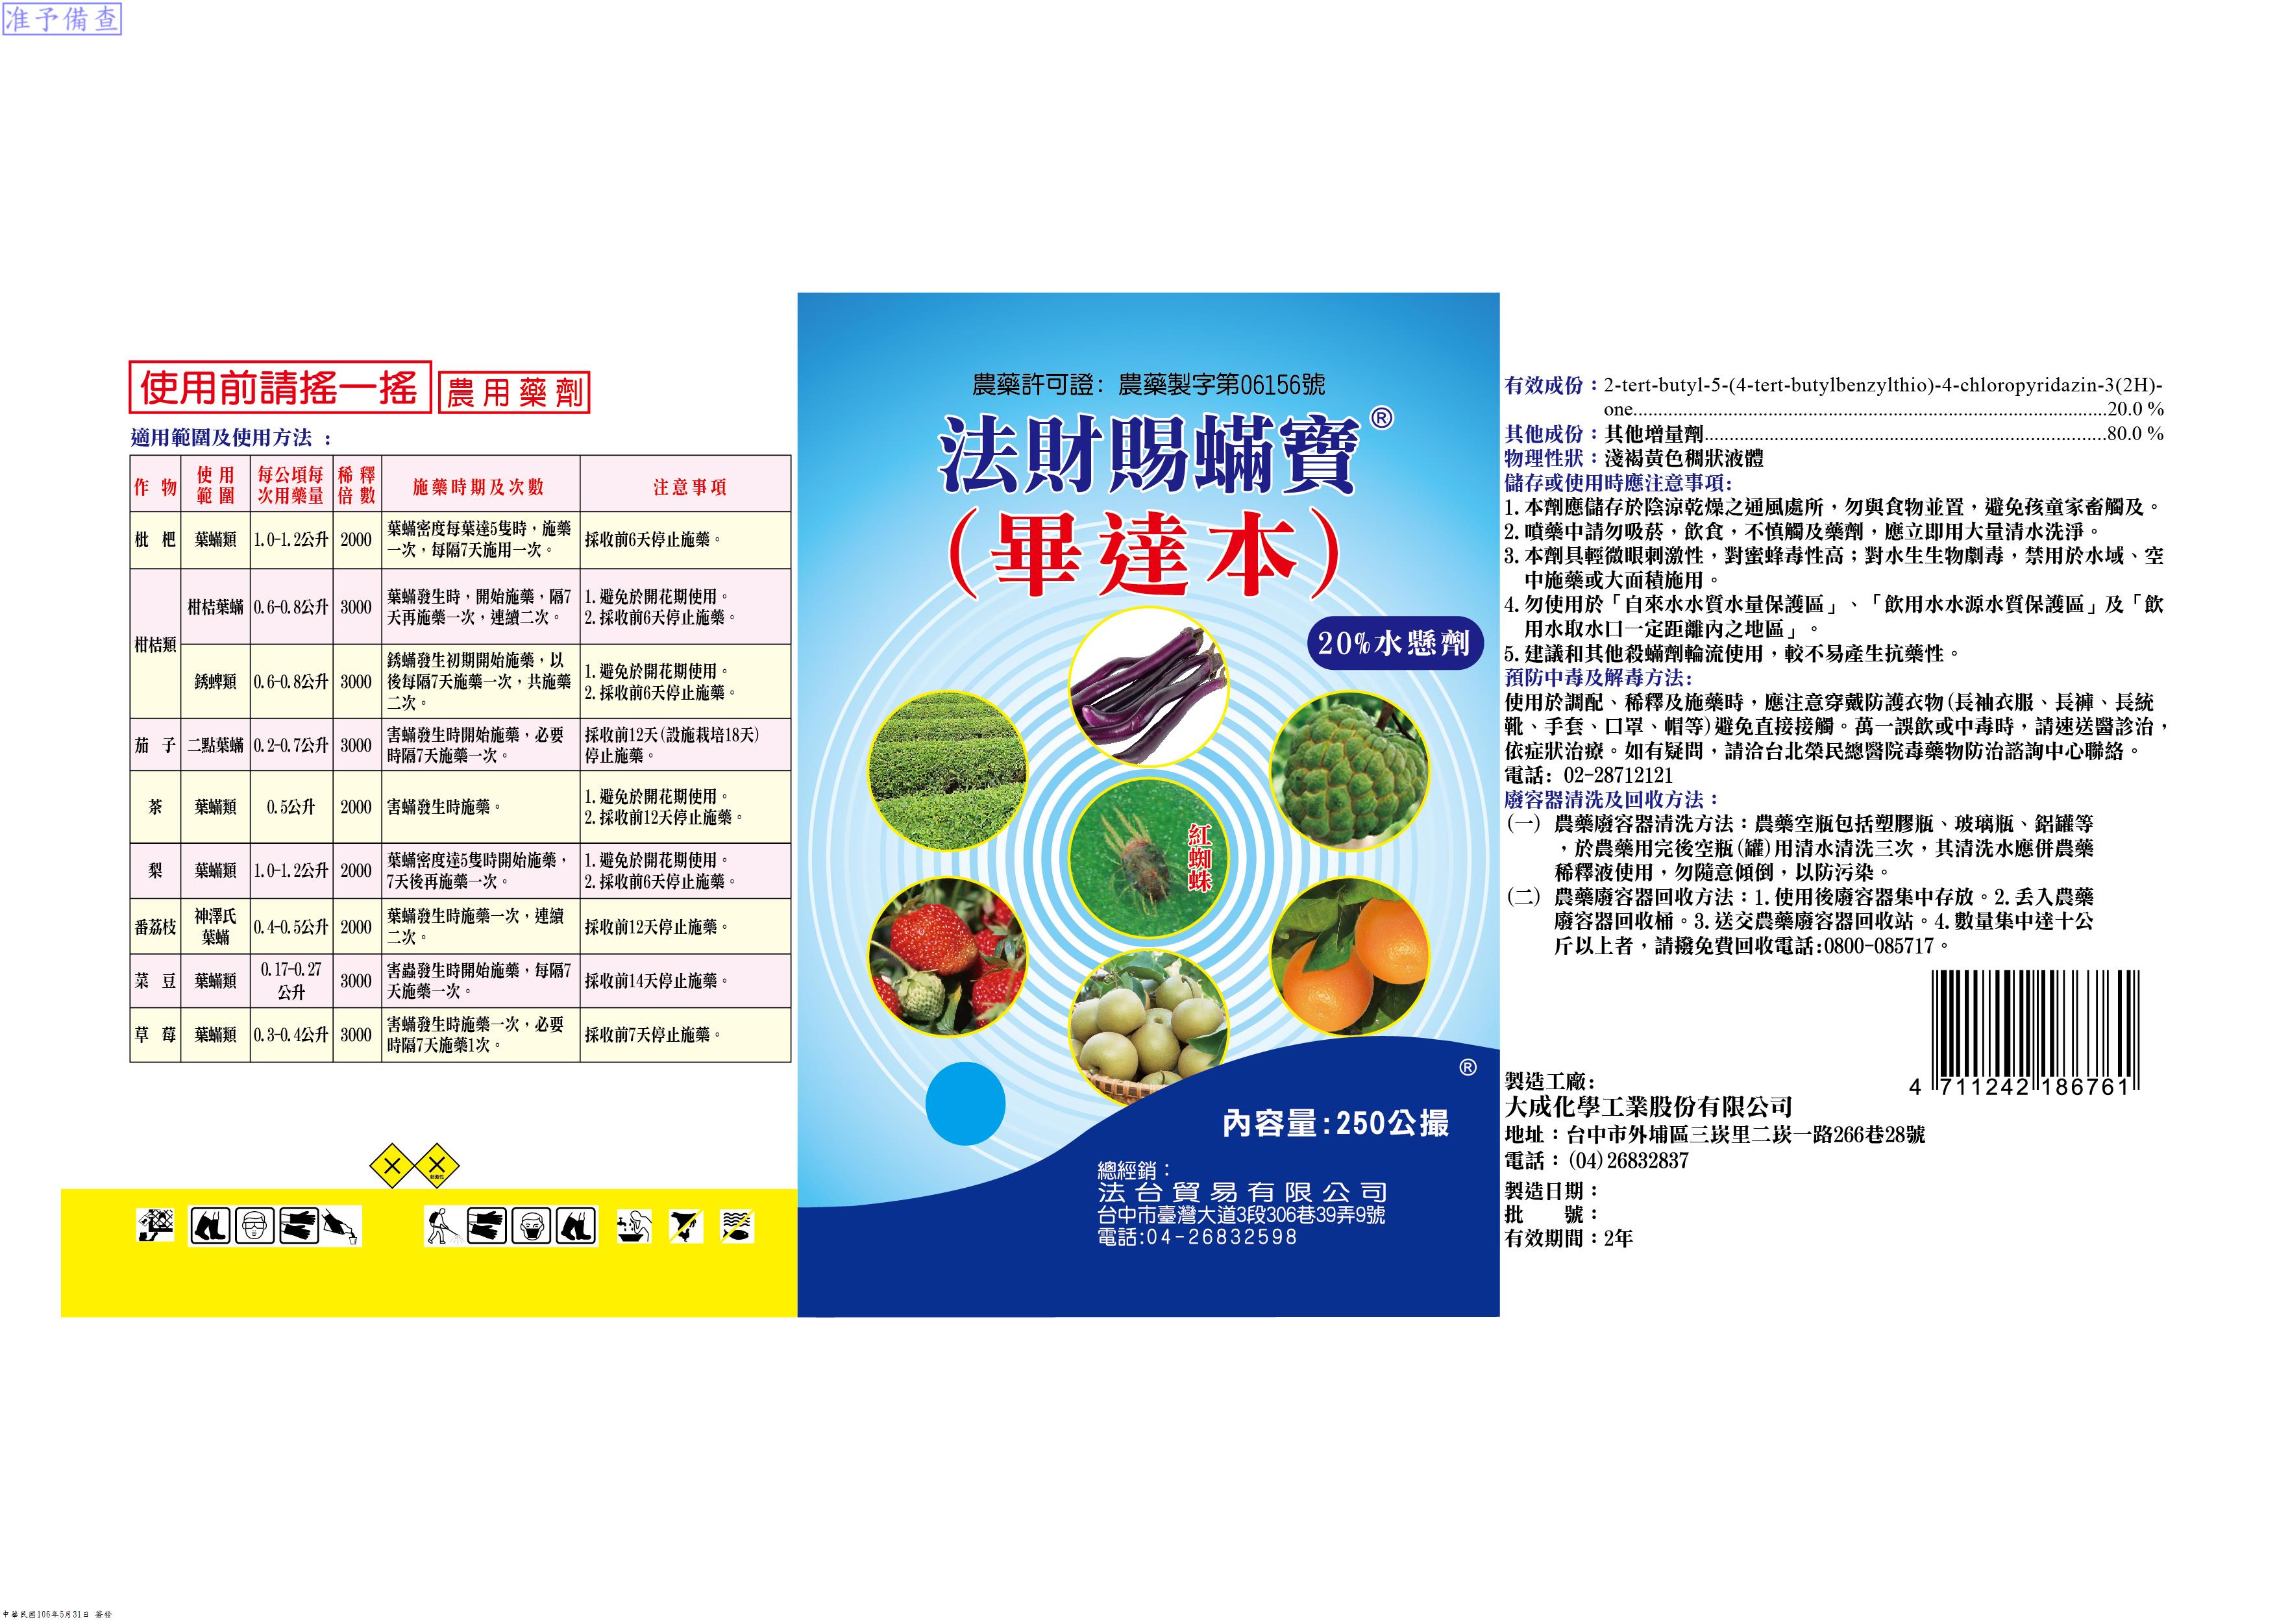 准予備查
使用前請搖一搖
農用藥劑
適用範圍及使用方法 :
作 物 使用範圍 每公頃每次用藥量 稀釋倍數 施藥時期及次數 注意事項
枇 杷 葉蟎類 1.0-1.2公升 2000 葉蟎密度每葉達5隻時，施藥一次，每隔7天施用一次。 採收前6天停止施藥。
柑桔類 柑桔葉蟎 0.6-0.8公升 3000 葉蟎發生時，開始施藥，隔7天再施藥一次，連續二次。 1.避免於開花期使用。 2.採收前6天停止施藥。
銹蜱類 0.6-0.8公升 3000 銹蟎發生初期開始施藥，以後每隔7天施藥一次，共施藥二次。 1.避免於開花期使用。 2.採收前6天停止施藥。
茄 子 二點葉蟎 0.2-0.7公升 3000 害蟎發生時開始施藥，必要時隔7天施藥一次。 採收前12天(設施栽培18天)停止施藥。
茶 葉蟎類 0.5公升 2000 害蟎發生時施藥。 1.避免於開花期使用。 2.採收前12天停止施藥。
梨 葉蟎類 1.0-1.2公升 2000 葉蟎密度達5隻時開始施藥，7天後再施藥一次。 1.避免於開花期使用。 2.採收前6天停止施藥。
番荔枝 神澤氏葉蟎 0.4-0.5公升 2000 葉蟎發生時施藥一次，連續二次。 採收前12天停止施藥。
菜 豆 葉蟎類 0.17-0.27公升 3000 害蟲發生時開始施藥，每隔7天施藥一次。 採收前14天停止施藥。
草 莓 葉蟎類 0.3-0.4公升 3000 害蟎發生時施藥一次，必要時隔7天施藥1次。 採收前7天停止施藥。
農藥許可證: 農藥製字第06156號
法財賜蟎寶®
(畢達本)
20%水懸劑
紅蜘蛛
®
內容量:250公撮
總經銷：
法台貿易有限公司
台中市臺灣大道3段306巷39弄9號
電話:04-26832598
有效成份：2-tert-butyl-5-(4-tert-butylbenzylthio)-4-chloropyridazin-3(2H)-
one....................20.0 %
其他成份：其他增量劑....................80.0 %
物理性狀：淺褐黃色稠狀液體
儲存或使用時應注意事項:
1.本劑應儲存於陰涼乾燥之通風處所，勿與食物並置，避免孩童家畜觸及。
2.噴藥中請勿吸菸，飲食，不慎觸及藥劑，應立即用大量清水洗淨。
3.本劑具輕微眼刺激性，對蜜蜂毒性高；對水生生物劇毒，禁用於水域、空
中施藥或大面積施用。
4.勿使用於「自來水水質水量保護區」、「飲用水水源水質保護區」及「飲
用水取水口一定距離內之地區」。
5.建議和其他殺蟎劑輪流使用，較不易產生抗藥性。
預防中毒及解毒方法:
使用於調配、稀釋及施藥時，應注意穿戴防護衣物(長袖衣服、長褲、長統
靴、手套、口罩、帽等)避免直接接觸。萬一誤飲或中毒時，請速送醫診治，
依症狀治療。如有疑問，請洽台北榮民總醫院毒藥物防治諮詢中心聯絡。
電話: 02-28712121
廢容器清洗及回收方法：
(一) 農藥廢容器清洗方法：農藥空瓶包括塑膠瓶、玻璃瓶、鋁罐等
，於農藥用完後空瓶(罐)用清水清洗三次，其清洗水應併農藥
稀釋液使用，勿隨意傾倒，以防污染。
(二) 農藥廢容器回收方法：1.使用後廢容器集中存放。2.丟入農藥
廢容器回收桶。3.送交農藥廢容器回收站。4.數量集中達十公
斤以上者，請撥免費回收電話:0800-085717。
4 711242 186761
製造工廠:
大成化學工業股份有限公司
地址：台中市外埔區三崁里二崁一路266巷28號
電話：(04)26832837
製造日期：
批　　號：
有效期間：2年
中華民國106年5月31日 簽發